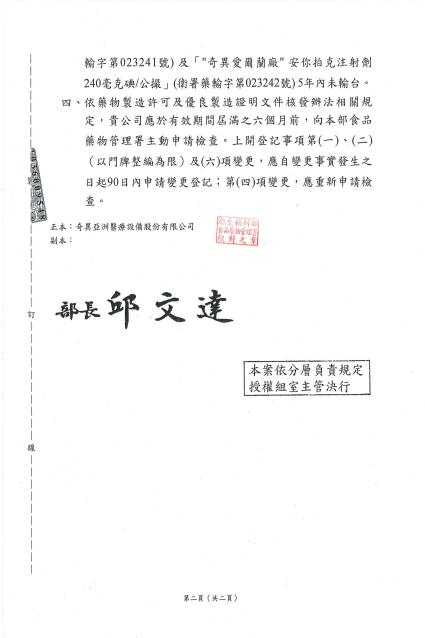 輸字第023241號) 及「"奇異愛爾蘭廠" 安你拍克注射劑
240毫克碘/公撮」(衛署藥輸字第023242號) 5年內未輸台。
四、依藥物製造許可及優良製造證明文件核發辦法相關規
定，貴公司應於有效期間屆滿之六個月前，向本部食品
藥物管理署主動申請檢查。上開登記事項第(一)、(二)
（以門牌整編為限）及(六)項變更，應自變更事實發生之
日起90日內申請變更登記；第(四)項變更，應重新申請檢
查。
正本：奇異亞洲醫療設備股份有限公司
副本：
校對之章
部長 邱文達
本案依分層負責規定
授權組室主管決行
訂
線
第二頁（共二頁）